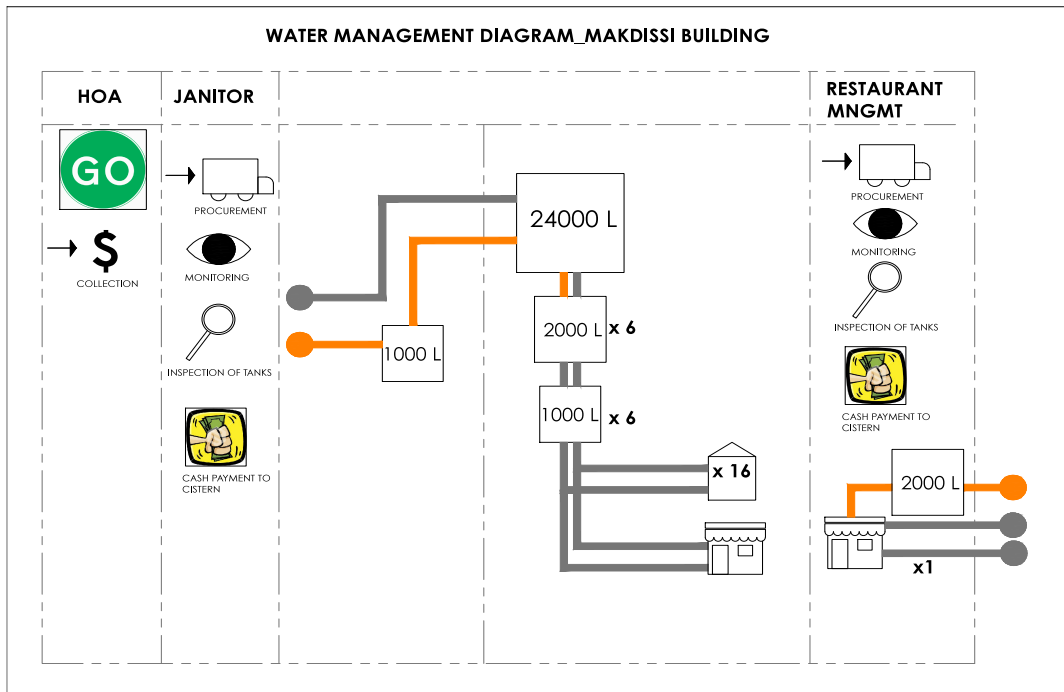 WATER MANAGEMENT DIAGRAM_MAKDISSI BUILDING
HOA
JANITOR
RESTAURANT
MNGMT
GO
$
COLLECTION
PROCUREMENT
MONITORING
INSPECTION OF TANKS
CASH PAYMENT TO
CISTERN
1000 L
24000 L
2000 L
x 6
1000 L
x 6
x 16
PROCUREMENT
MONITORING
INSPECTION OF TANKS
CASH PAYMENT TO
CISTERN
2000 L
x1